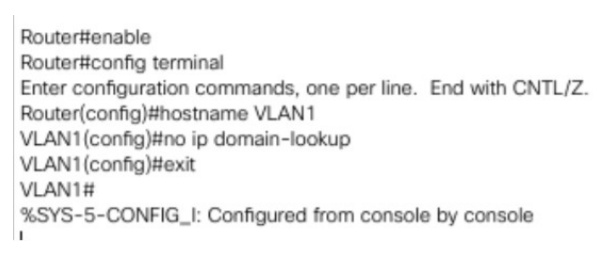 Router#enable
Router#config terminal
Enter configuration commands, one per line. End with CNTL/Z.
Router(config)#hostname VLAN1
VLAN1(config)#no ip domain-lookup
VLAN1(config)#exit
VLAN1#
%SYS-5-CONFIG_I: Configured from console by console